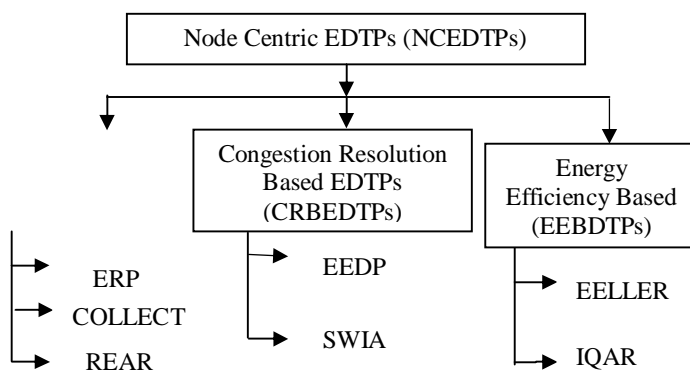 Node Centric EDTPs (NCEDTPs)
Congestion Resolution
Based EDTPs
(CRBEDTPs)
Energy
Efficiency Based
(EEBDTPs)
ERP
COLLECT
REAR
EEDP
SWIA
EELLER
IQAR